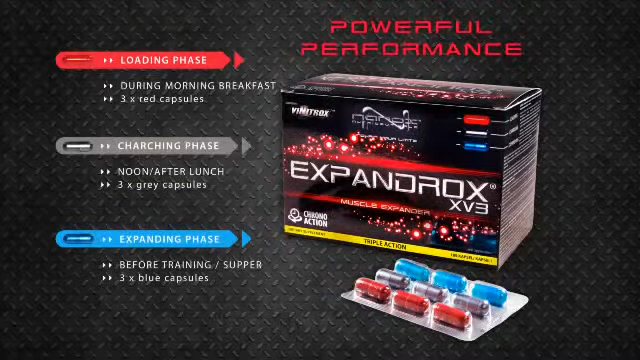 POWERFUL
PERFORMANCE
LOADING PHASE
DURING MORNING BREAKFAST
3 x red capsules
CHARCHING PHASE
NOON/AFTER LUNCH
3 x grey capsules
EXPANDING PHASE
BEFORE TRAINING / SUPPER
3 x blue capsules
VINITROX
EXPANDROX®
XV3
MUSCLE EXPANDER
CHRONO
ACTION
TRIPLE ACTION